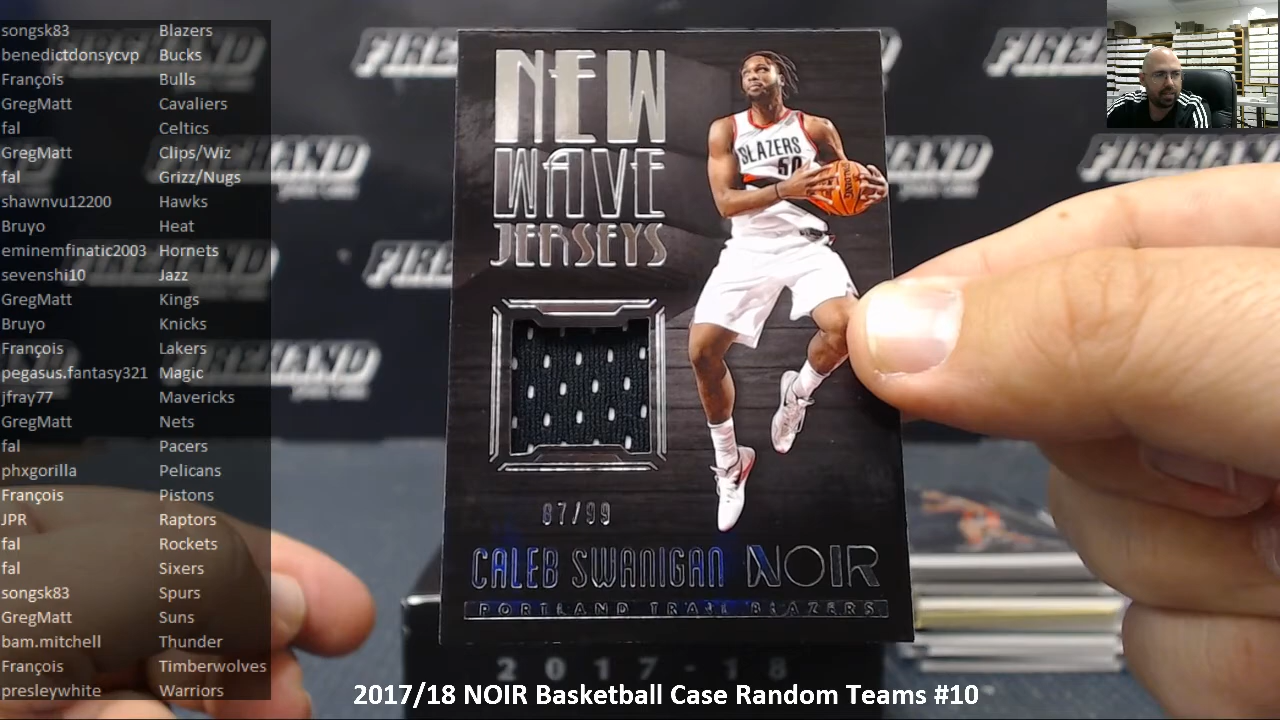 songsk83 Blazers
benedictdonsycvp Bucks
François Bulls
GregMatt Cavaliers
fal Celtics
GregMatt Clips/Wiz
fal Grizz/Nugs
shawnvu12200 Hawks
Bruyo Heat
eminemfinatic2003 Hornets
sevenshi10 Jazz
GregMatt Kings
Bruyo Knicks
François Lakers
pegasus.fantasy321 Magic
jfray77 Mavericks
GregMatt Nets
fal Pacers
phxgorilla Pelicans
François Pistons
JPR Raptors
fal Rockets
fal Sixers
songsk83 Spurs
GregMatt Suns
bam.mitchell Thunder
François Timberwolves
presleywhite Warriors
NEW
WAVE
JERSEYS
BLAZERS
50
SPALDING
67/99
CALEB SWANIGAN NOIR
PORTLAND TRAIL BLAZERS
2017-18
2017/18 NOIR Basketball Case Random Teams #10
FIREHAND